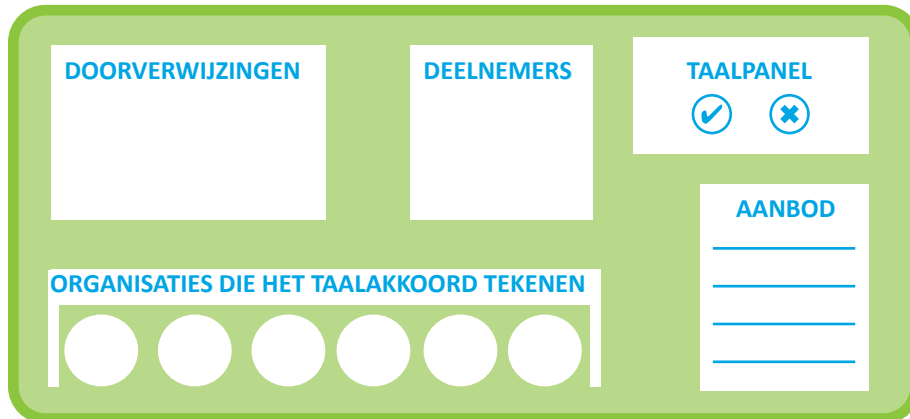 DOORVERWIJZINGEN
DEELNEMERS
TAALPANEL
AANBOD
ORGANISATIES DIE HET TAALAKKOORD TEKENEN